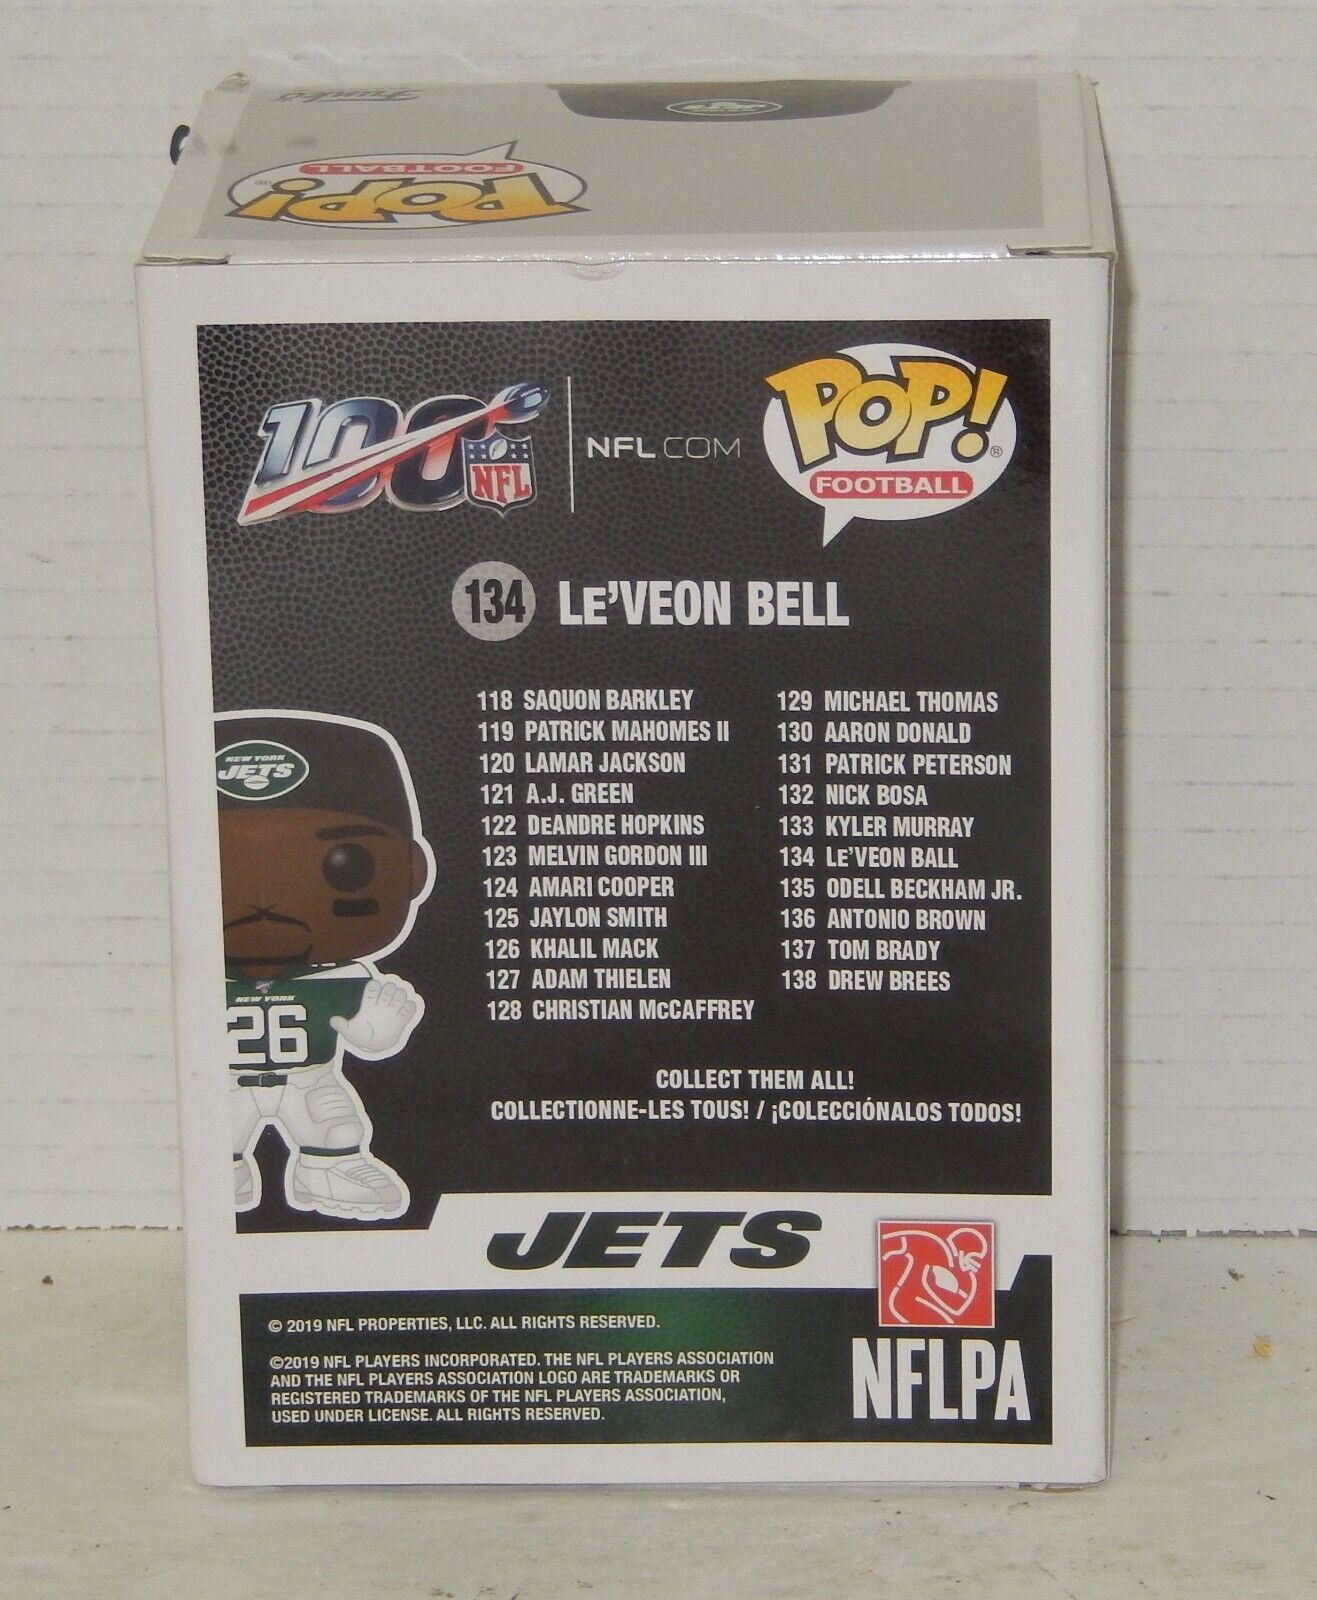 Funko
POP!
FOOTBALL
JETS
100
NFL
NFL.COM
POP!
®
FOOTBALL
134 LE'VEON BELL
118 SAQUON BARKLEY
119 PATRICK MAHOMES II
120 LAMAR JACKSON
121 A.J. GREEN
122 DEANDRE HOPKINS
123 MELVIN GORDON III
124 AMARI COOPER
125 JAYLON SMITH
126 KHALIL MACK
127 ADAM THIELEN
128 CHRISTIAN McCAFFREY
129 MICHAEL THOMAS
130 AARON DONALD
131 PATRICK PETERSON
132 NICK BOSA
133 KYLER MURRAY
134 LE'VEON BALL
135 ODELL BECKHAM JR.
136 ANTONIO BROWN
137 TOM BRADY
138 DREW BREES
NEW YORK
JETS
NEW YORK
26
COLLECT THEM ALL!
COLLECTIONNE-LES TOUS! / ¡COLECCIÓNALOS TODOS!
JETS
© 2019 NFL PROPERTIES, LLC. ALL RIGHTS RESERVED.
©2019 NFL PLAYERS INCORPORATED. THE NFL PLAYERS ASSOCIATION
AND THE NFL PLAYERS ASSOCIATION LOGO ARE TRADEMARKS OR
REGISTERED TRADEMARKS OF THE NFL PLAYERS ASSOCIATION,
USED UNDER LICENSE. ALL RIGHTS RESERVED.
NFLPA